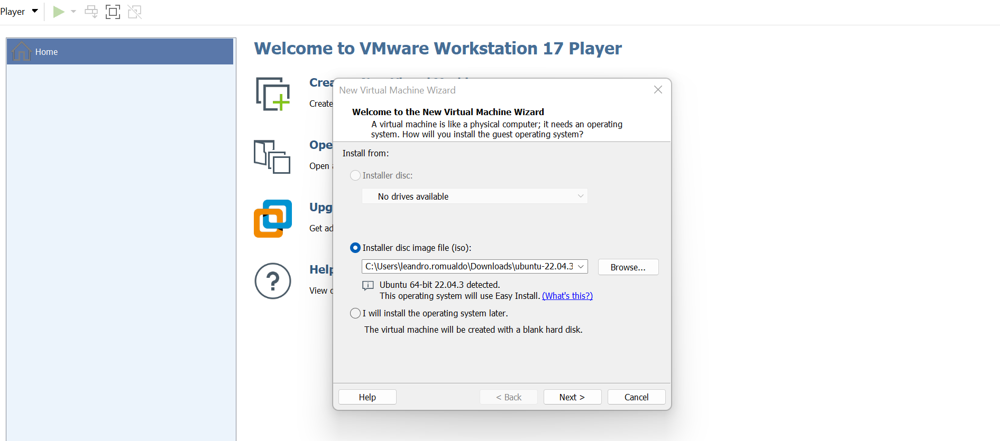 Player
Home
Welcome to VMware Workstation 17 Player
Crea
Create
Ope
Open
Upg
Get ad
Help
View
New Virtual Machine Wizard
Welcome to the New Virtual Machine Wizard
A virtual machine is like a physical computer; it needs an operating
system. How will you install the guest operating system?
Install from:
Installer disc:
No drives available
Installer disc image file (iso):
C:\Users\leandro.romualdo\Downloads\ubuntu-22.04.3
Browse...
Ubuntu 64-bit 22.04.3 detected.
This operating system will use Easy Install. (What's this?)
I will install the operating system later.
The virtual machine will be created with a blank hard disk.
Help
< Back
Next >
Cancel